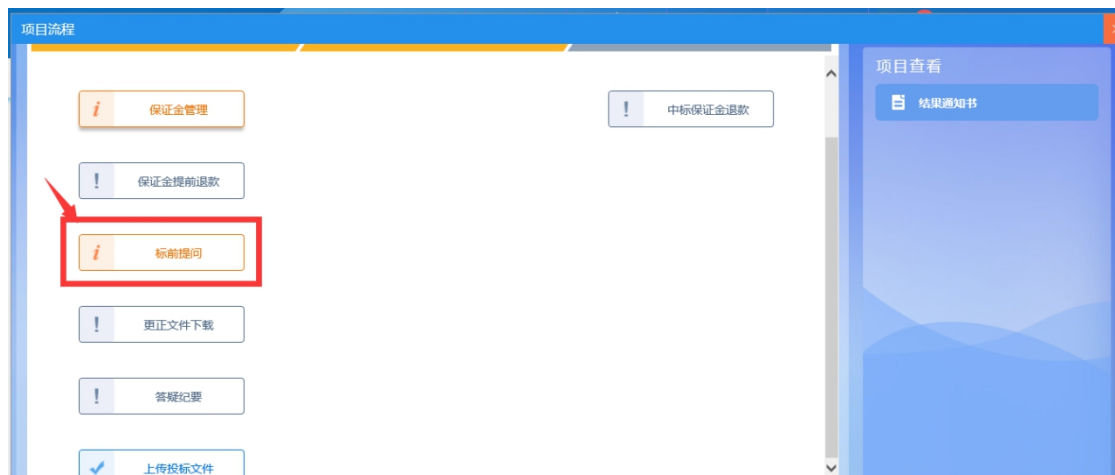 项目流程
保证金管理
中标保证金退款
保证金提前退款
标前提问
更正文件下载
答疑纪要
上传投标文件
项目查看
结果通知书